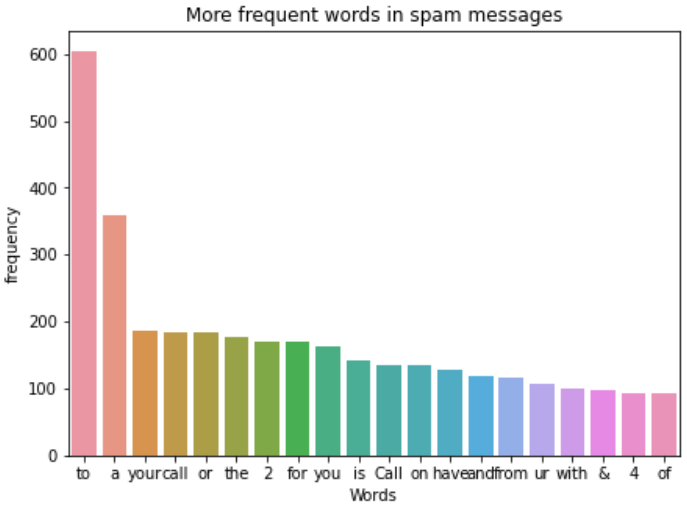 More frequent words in spam messages
600
500
400
300
200
100
0
frequency
to a your call or the 2 for you is Call on have and from ur with & 4 of
Words